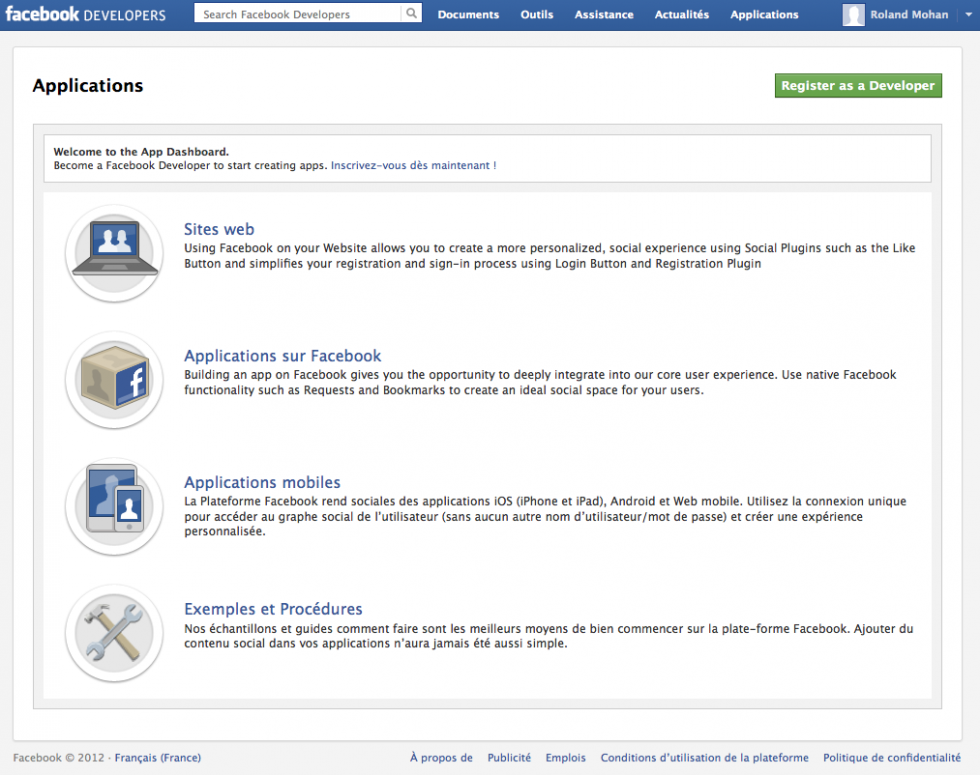 facebook DEVELOPERS Search Facebook Developers Documents Outils Assistance Actualités Applications Roland Mohan
Applications
Register as a Developer
Welcome to the App Dashboard.
Become a Facebook Developer to start creating apps. Inscrivez-vous dès maintenant !
Sites web
Using Facebook on your Website allows you to create a more personalized, social experience using Social Plugins such as the Like
Button and simplifies your registration and sign-in process using Login Button and Registration Plugin
f
Applications sur Facebook
Building an app on Facebook gives you the opportunity to deeply integrate into our core user experience. Use native Facebook
functionality such as Requests and Bookmarks to create an ideal social space for your users.
Applications mobiles
La Plateforme Facebook rend sociales des applications iOS (iPhone et iPad), Android et Web mobile. Utilisez la connexion unique
pour accéder au graphe social de l'utilisateur (sans aucun autre nom d'utilisateur/mot de passe) et créer une expérience
personnalisée.
Exemples et Procédures
Nos échantillons et guides comment faire sont les meilleurs moyens de bien commencer sur la plate-forme Facebook. Ajouter du
contenu social dans vos applications n'aura jamais été aussi simple.
Facebook © 2012 · Français (France) À propos de Publicité Emplois Conditions d'utilisation de la plateforme Politique de confidentialité